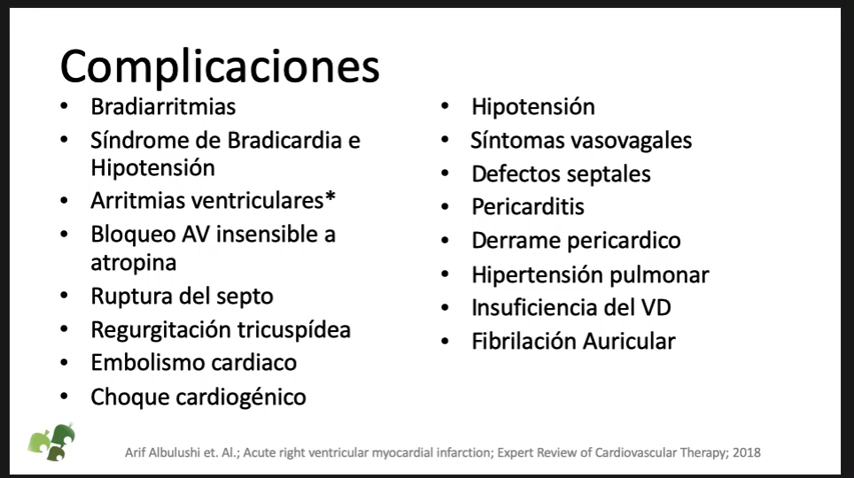 Complicaciones
• Bradiarritmias
• Síndrome de Bradicardia e
Hipotensión
• Arritmias ventriculares*
• Bloqueo AV insensible a
atropina
• Ruptura del septo
• Regurgitación tricuspídea
• Embolismo cardiaco
• Choque cardiogénico
• Hipotensión
• Síntomas vasovagales
• Defectos septales
• Pericarditis
• Derrame pericardico
• Hipertensión pulmonar
• Insuficiencia del VD
• Fibrilación Auricular
Arif Albulushi et. Al.; Acute right ventricular myocardial infarction; Expert Review of Cardiovascular Therapy; 2018